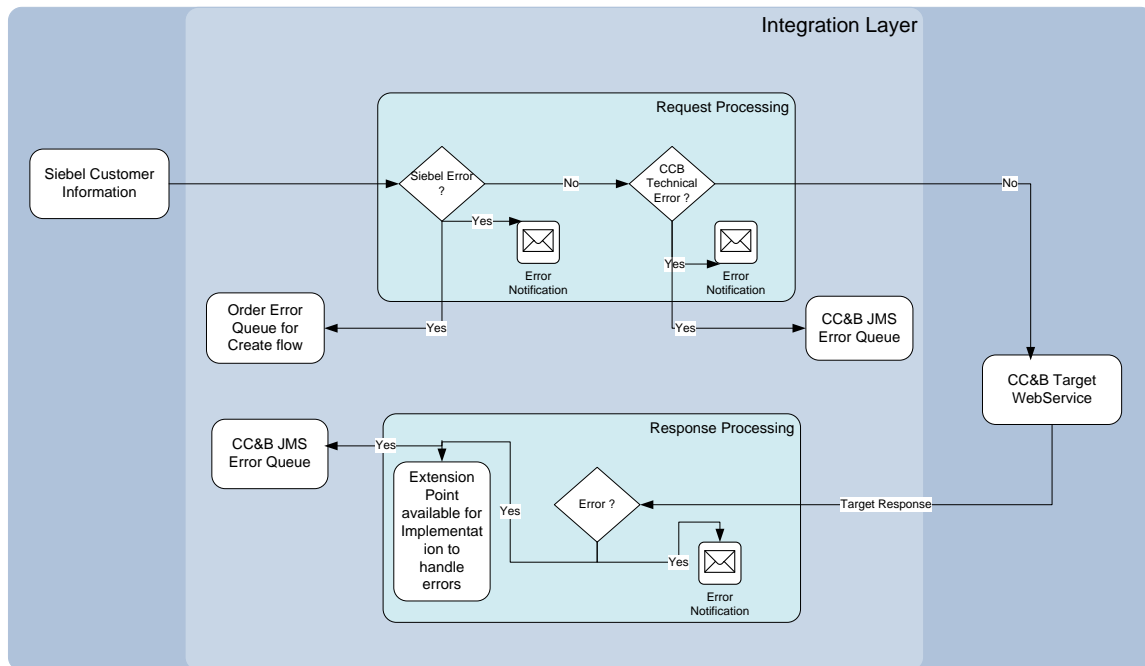 Integration Layer
Request Processing
Siebel Customer
Information
Siebel Error
?
No
CCB
Technical
Error ?
No
Yes
Error
Notification
Yes
Error
Notification
Order Error
Queue for
Create flow
Yes
Yes
CC&B JMS
Error Queue
CC&B Target
WebService
Response Processing
CC&B JMS
Error Queue
Yes
Extension
Point
available for
Implementat
ion to
handle
errors
Yes
Error ?
Target Response
Yes
Error
Notification